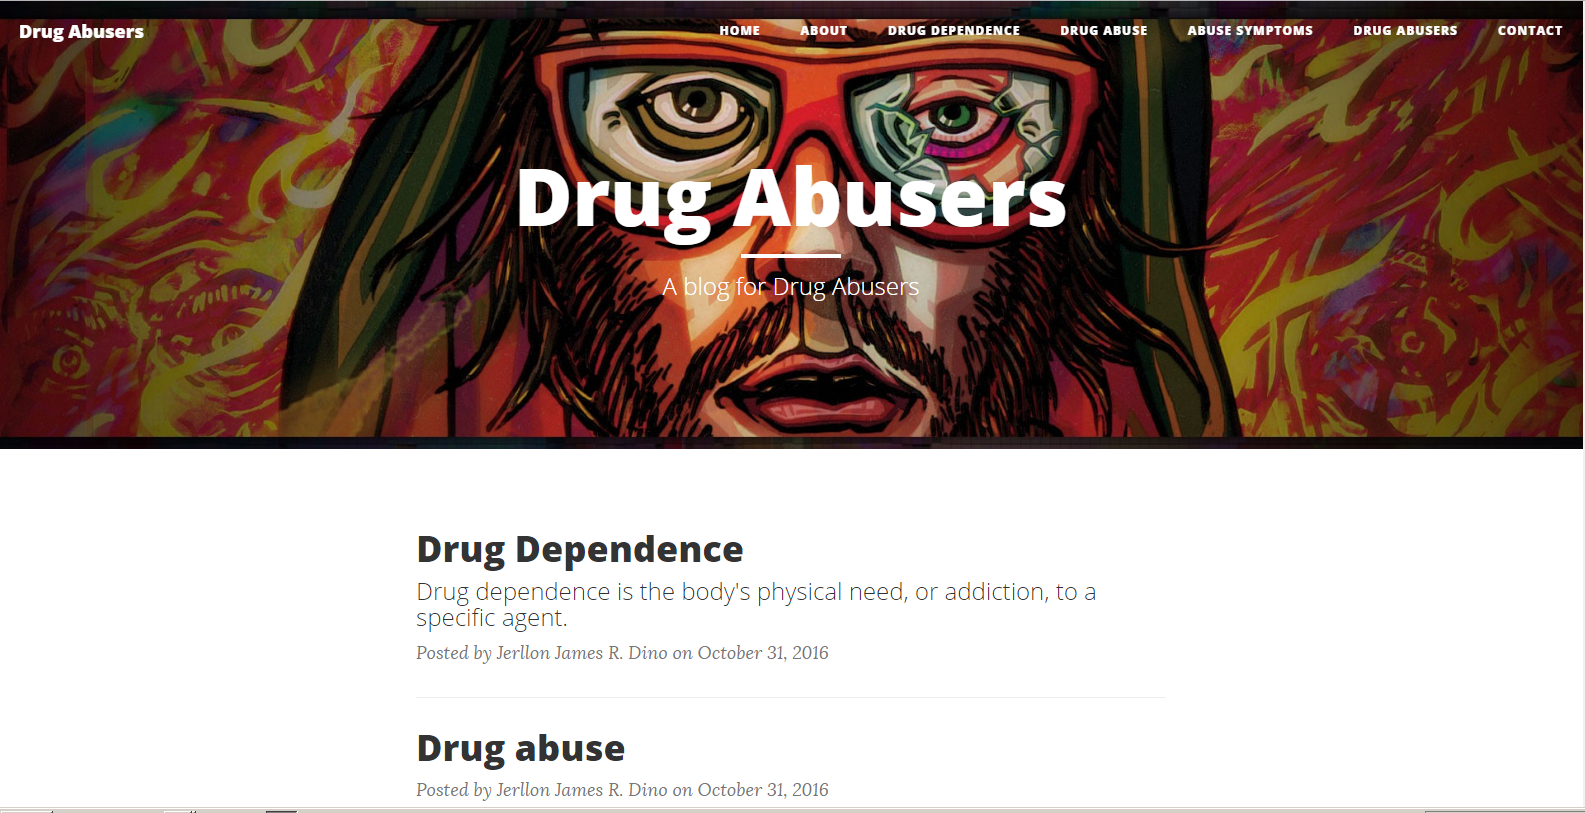 Drug Abusers
HOME ABOUT DRUG DEPENDENCE DRUG ABUSE ABUSE SYMPTOMS DRUG ABUSERS CONTACT
Drug Abusers
A blog for Drug Abusers
Drug Dependence
Drug dependence is the body's physical need, or addiction, to a
specific agent.
Posted by Jerllon James R. Dino on October 31, 2016
Drug abuse
Posted by Jerllon James R. Dino on October 31, 2016